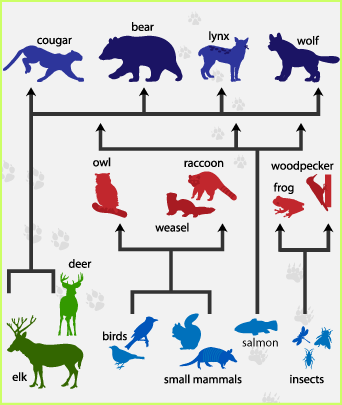 cougar
bear
lynx
wolf
owl
raccoon
woodpecker
frog
weasel
deer
birds
salmon
elk
small mammals
insects